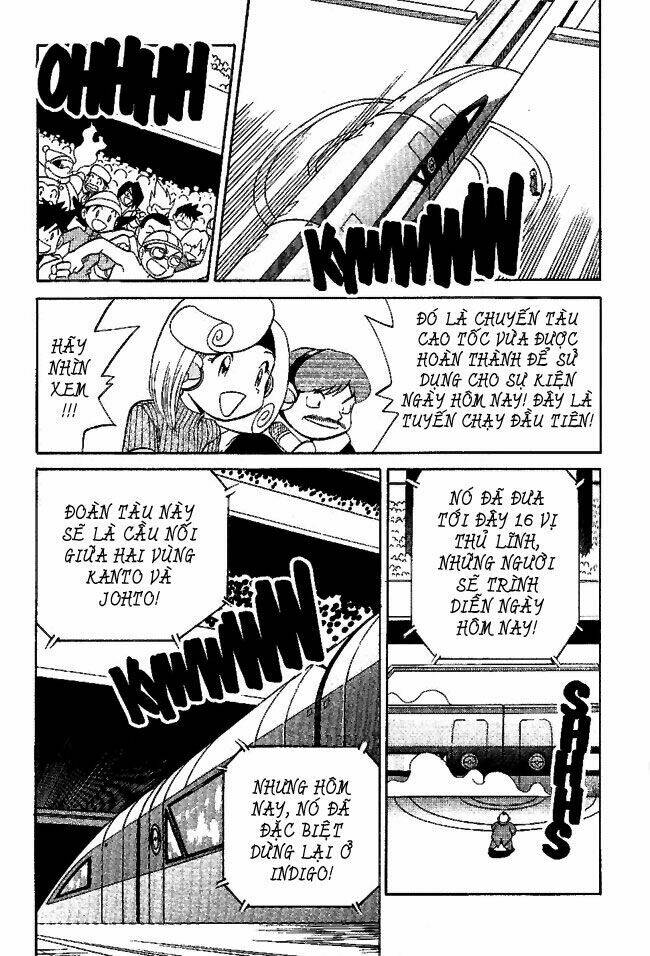 OHHHH
KYWWWWW
HÃY
NHÌN
XEM
!!!
ĐÓ LÀ CHUYẾN TÀU
CAO TỐC VỪA ĐƯỢC
HOÀN THÀNH ĐỂ SỬ
DỤNG CHO SỰ KIỆN
NGÀY HÔM NAY! ĐÂY LÀ
TUYẾN CHẠY ĐẦU TIÊN!
ĐOÀN TÀU NÀY
SẼ LÀ CẦU NỐI
GIỮA HAI VÙNG
KANTO VÀ
JOHTO!
KYWWWWW
NHƯNG HÔM
NAY, NÓ ĐÃ
ĐẶC BIỆT
DỪNG LẠI Ở
INDIGO!
NÓ ĐÃ ĐƯA
TỚI ĐÂY 16 VỊ
THỦ LĨNH,
NHỮNG NGƯỜI
SẼ TRÌNH
DIỄN NGÀY
HÔM NAY!
SHHHS